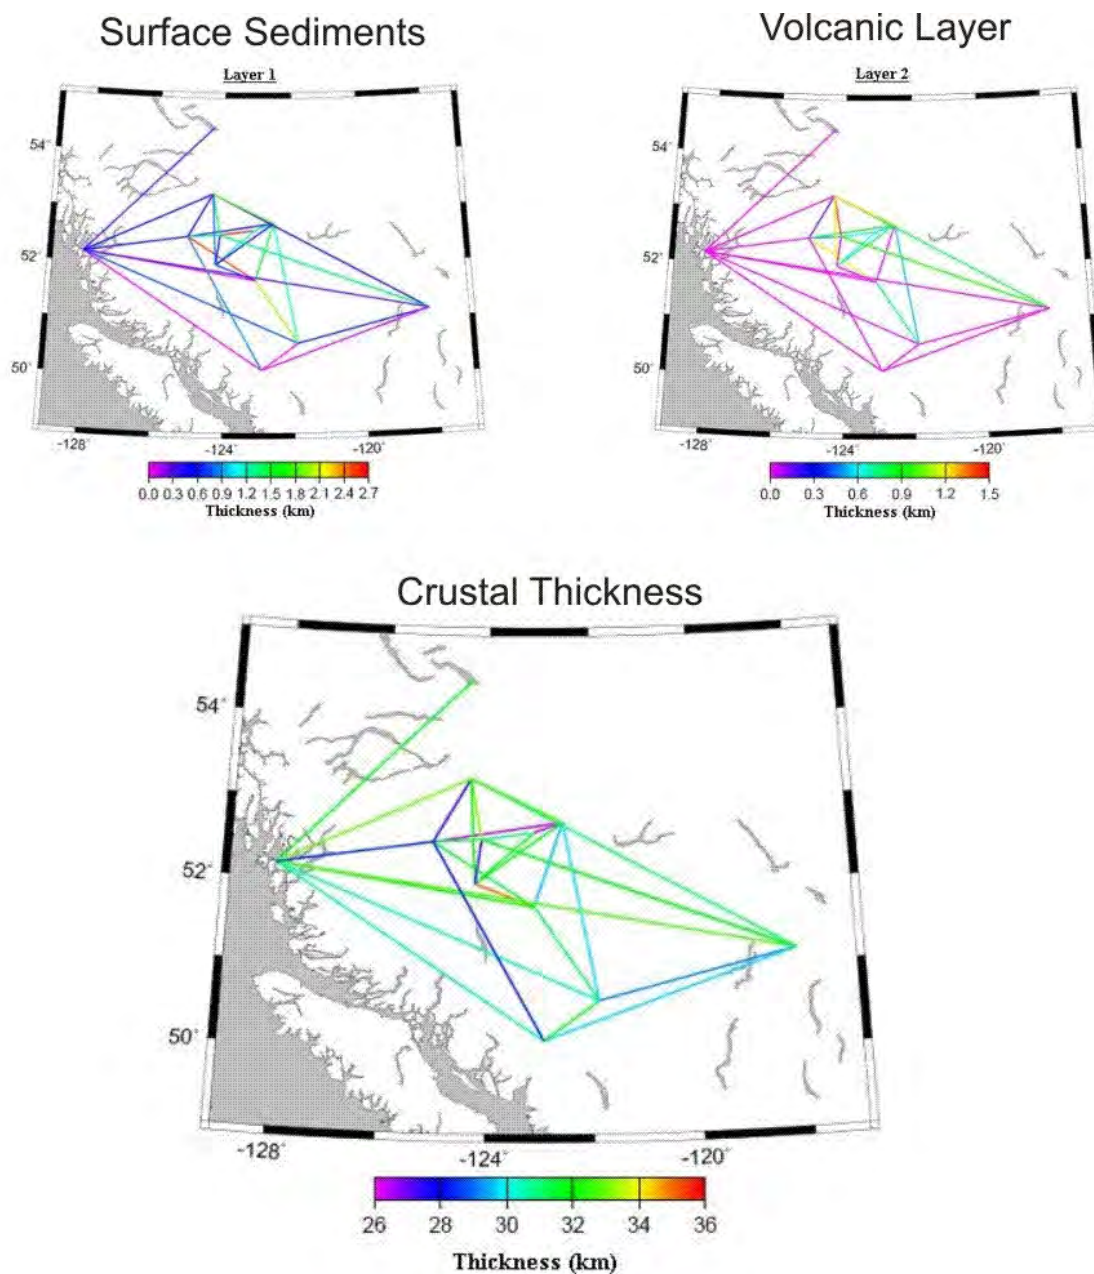 Surface Sediments
Volcanic Layer
Layer 1
Layer 2
54°
52°
50°
-128°
-124°
-120°
0.0 0.3 0.6 0.9 1.2 1.5 1.8 2.1 2.4 2.7
Thickness (km)
54°
52°
50°
-128°
-124°
-120°
0.0 0.3 0.6 0.9 1.2 1.5
Thickness (km)
Crustal Thickness
54°
52°
50°
-128°
-124°
-120°
26 28 30 32 34 36
Thickness (km)